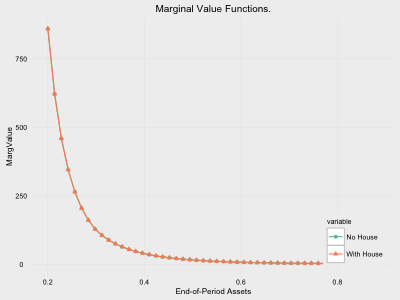 Marginal Value Functions.
MargValue
750
500
250
0
0.2
0.4
0.6
0.8
End-of-Period Assets
variable
No House
With House